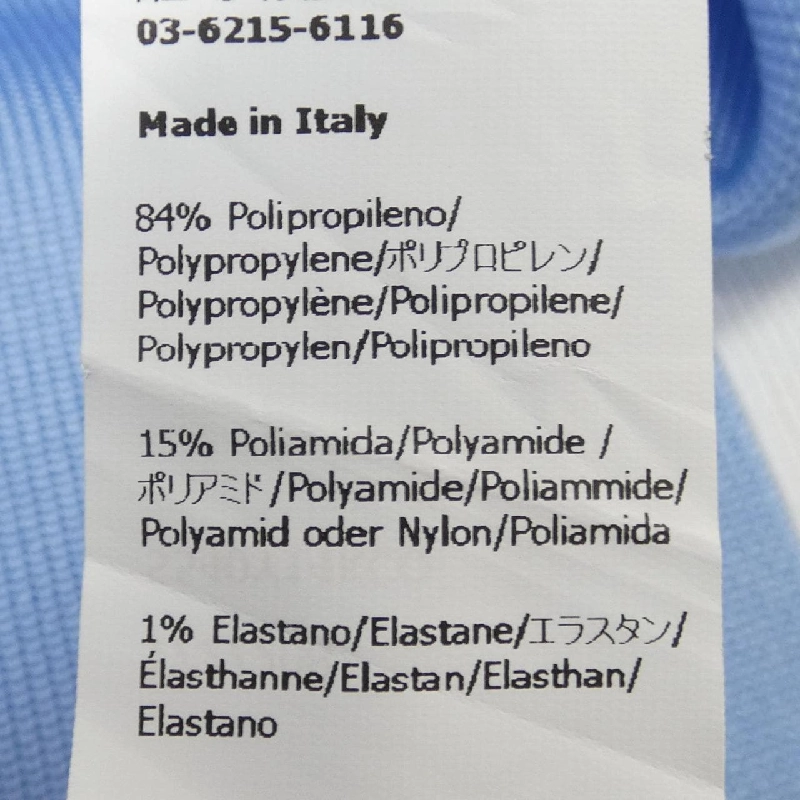 03-6215-6116
Made in Italy
84% Polipropileno/
Polypropylene/ポリプロピレン/
Polypropylène/Polipropilene/
Polypropylen/Polipropileno
15% Poliamida/Polyamide /
ポリアミド/Polyamide/Poliammide/
Polyamid oder Nylon/Poliamida
1% Elastano/Elastane/エラスタン/
Élasthanne/Elastan/Elasthan/
Elastano